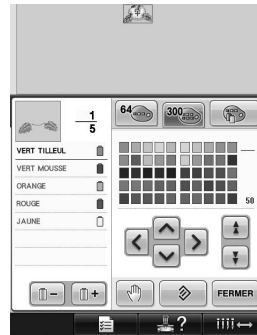 1
5
64
300
VERT TILLEUL
VERT MOUSSE
ORANGE
ROUGE
JAUNE
50
− +
FERMER
?